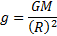 g = GM / (R)²